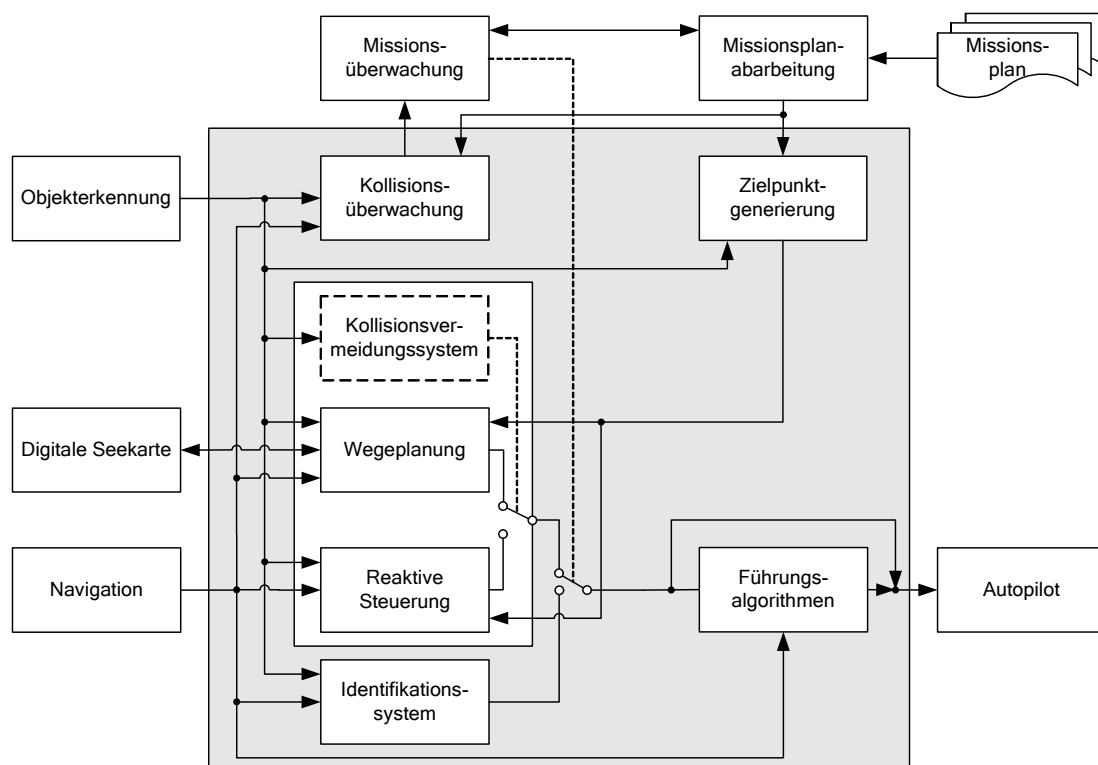 Missions-
überwachung
Missionsplan-
abarbeitung
Missions-
plan
Objekterkennung
Kollisions-
überwachung
Zielpunkt-
generierung
Kollisionsver-
meidungssystem
Digitale Seekarte
Wegeplanung
Navigation
Reaktive
Steuerung
Führungs-
algorithmen
Autopilot
Identifikations-
system